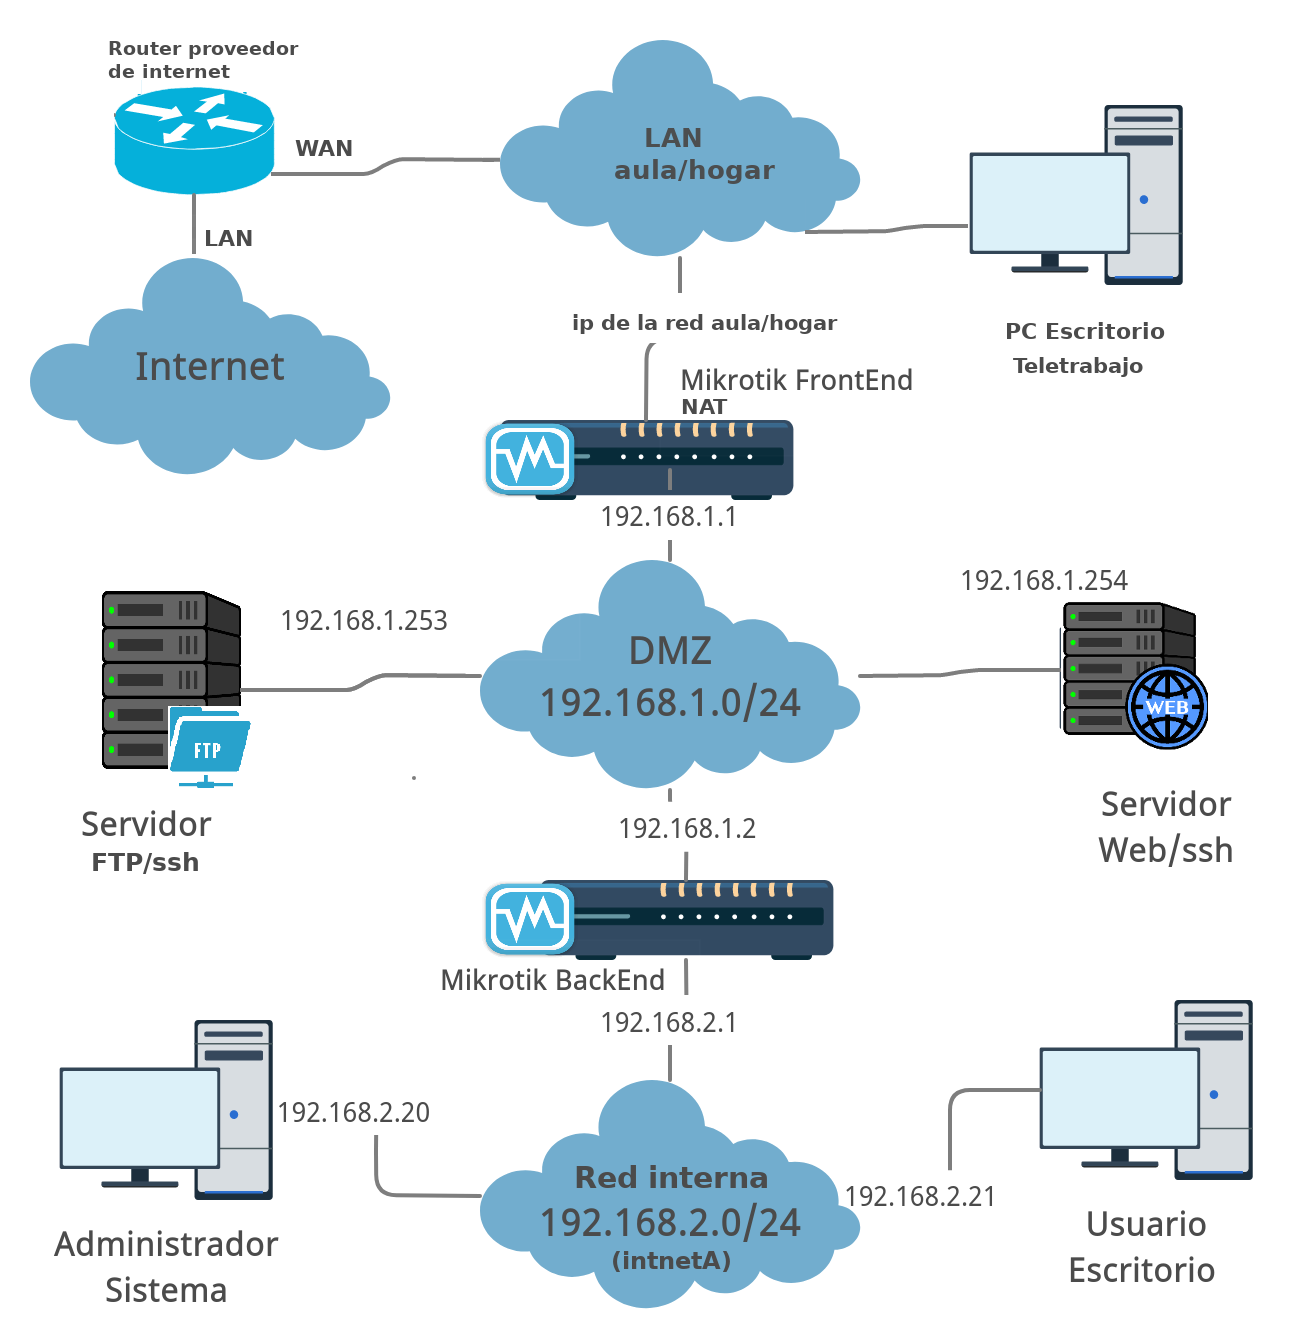 Router proveedor
de internet
WAN
LAN
LAN
aula/hogar
Internet
ip de la red aula/hogar
PC Escritorio
Teletrabajo
Mikrotik FrontEnd
NAT
192.168.1.1
192.168.1.253
192.168.1.254
DMZ
192.168.1.0/24
FTP
WEB
Servidor
FTP/ssh
Servidor
Web/ssh
192.168.1.2
Mikrotik BackEnd
192.168.2.1
192.168.2.20
Red interna
192.168.2.0/24
(intnetA)
192.168.2.21
Administrador
Sistema
Usuario
Escritorio